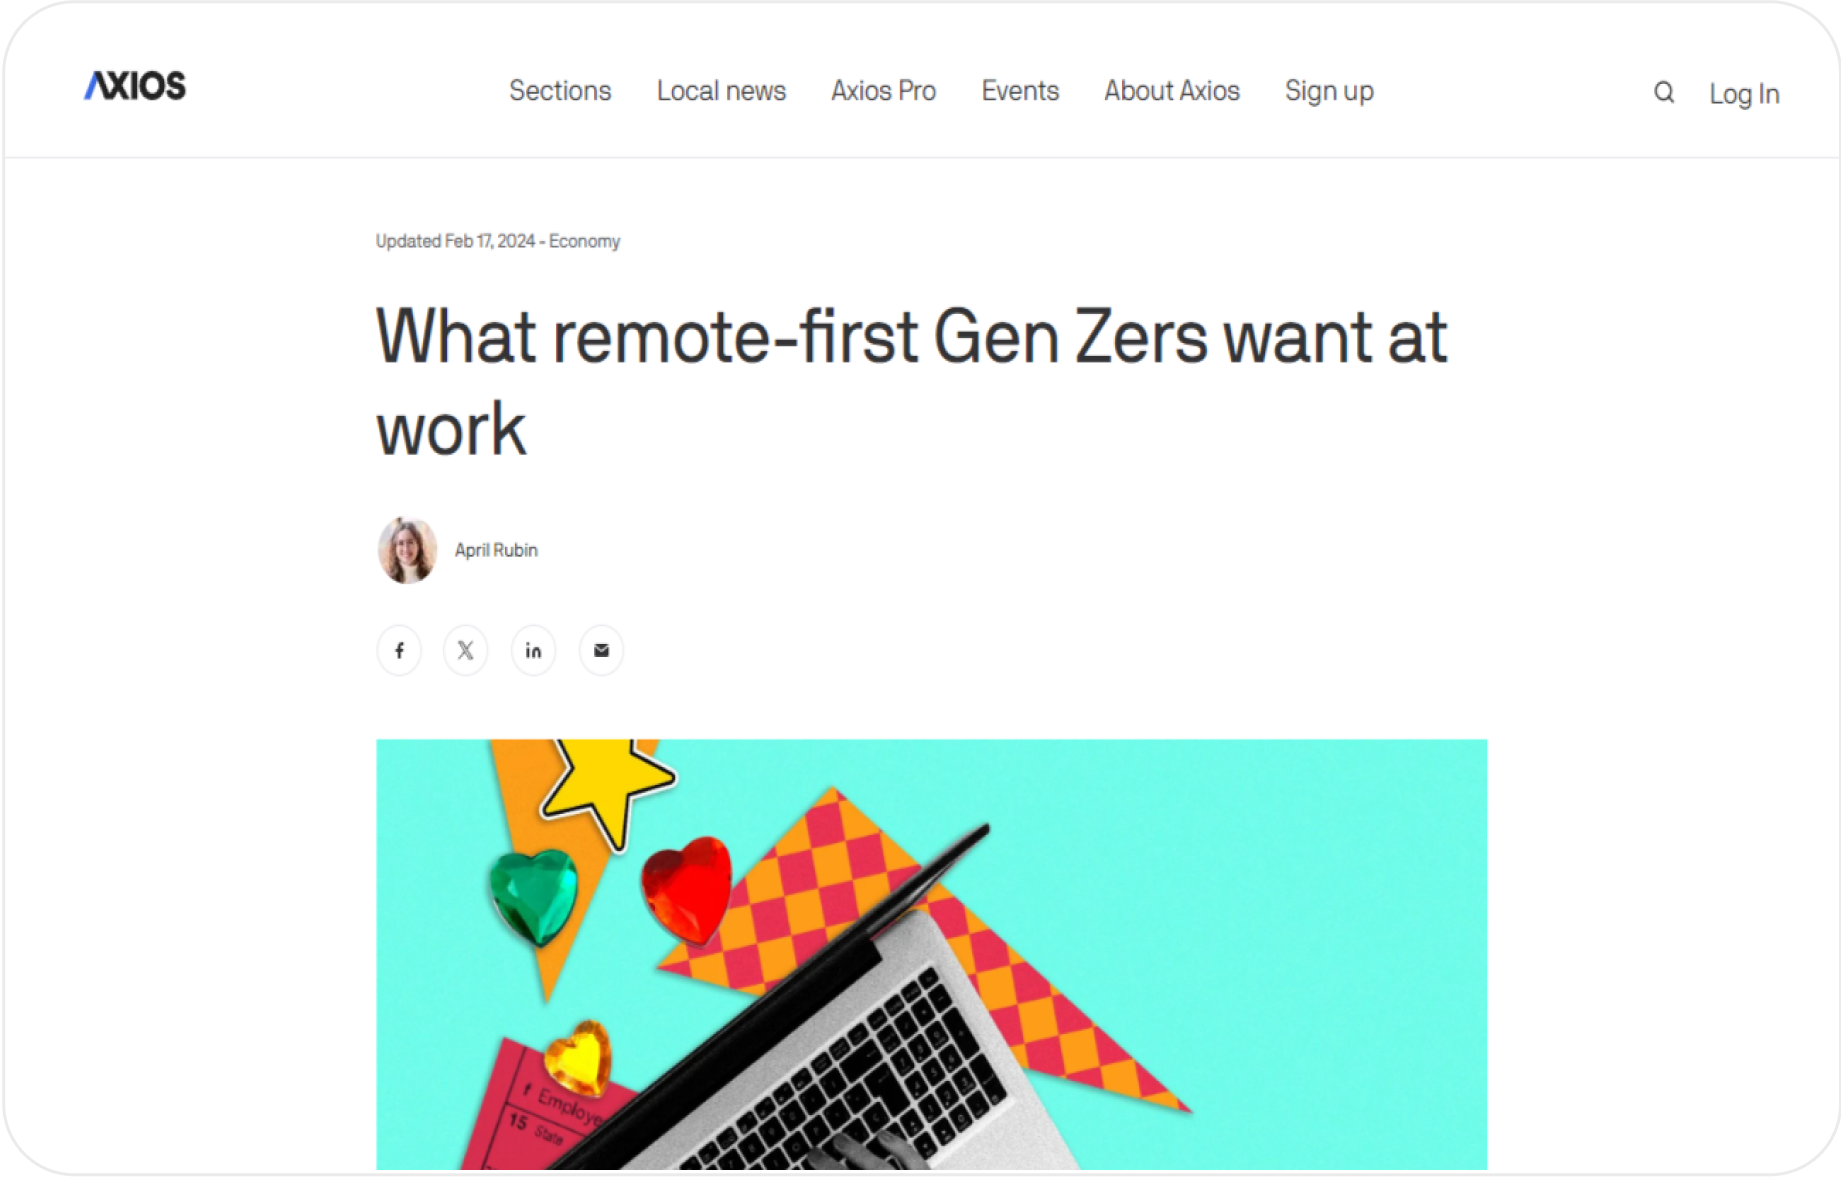 AXIOS
Sections Local news Axios Pro Events About Axios Sign up
Log In
Updated Feb 17, 2024 - Economy
What remote-first Gen Zers want at
work
April Rubin
f Employe
15 State